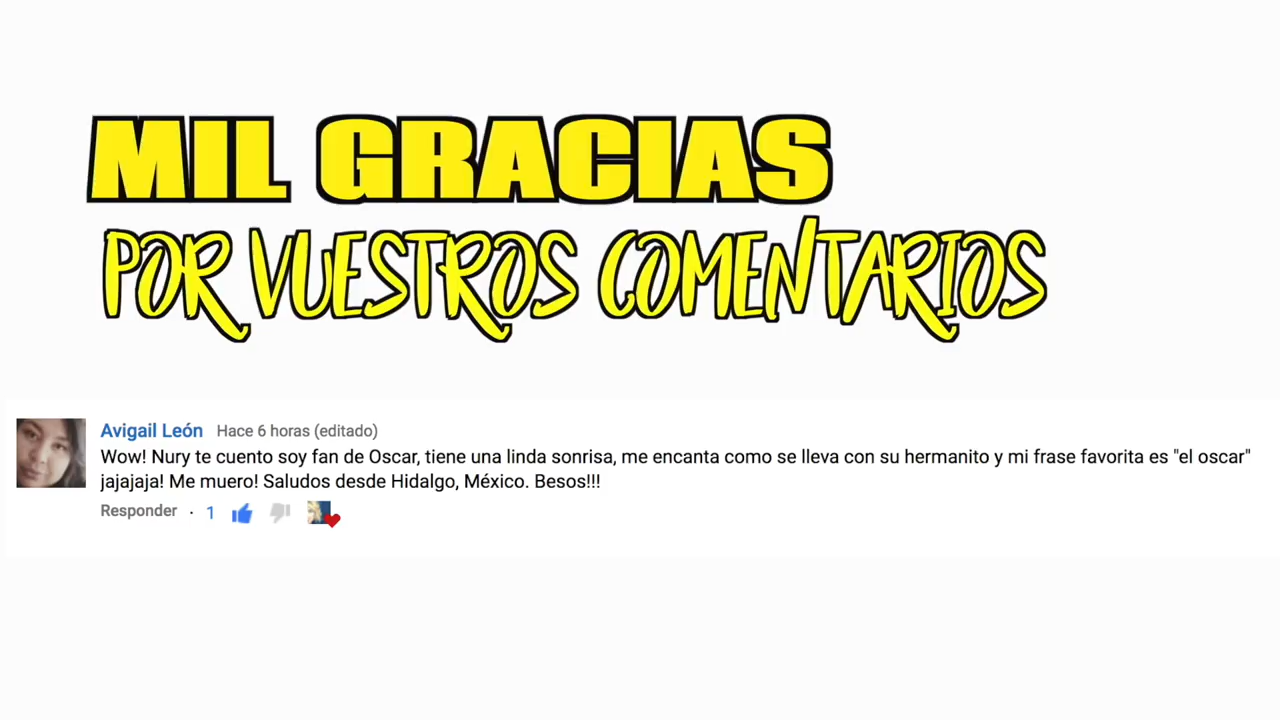 MIL GRACIAS
POR VUESTROS COMENTARIOS
Avigail León Hace 6 horas (editado)
Wow! Nury te cuento soy fan de Oscar, tiene una linda sonrisa, me encanta como se lleva con su hermanito y mi frase favorita es "el oscar"
jajajaja! Me muero! Saludos desde Hidalgo, México. Besos!!!
Responder · 1